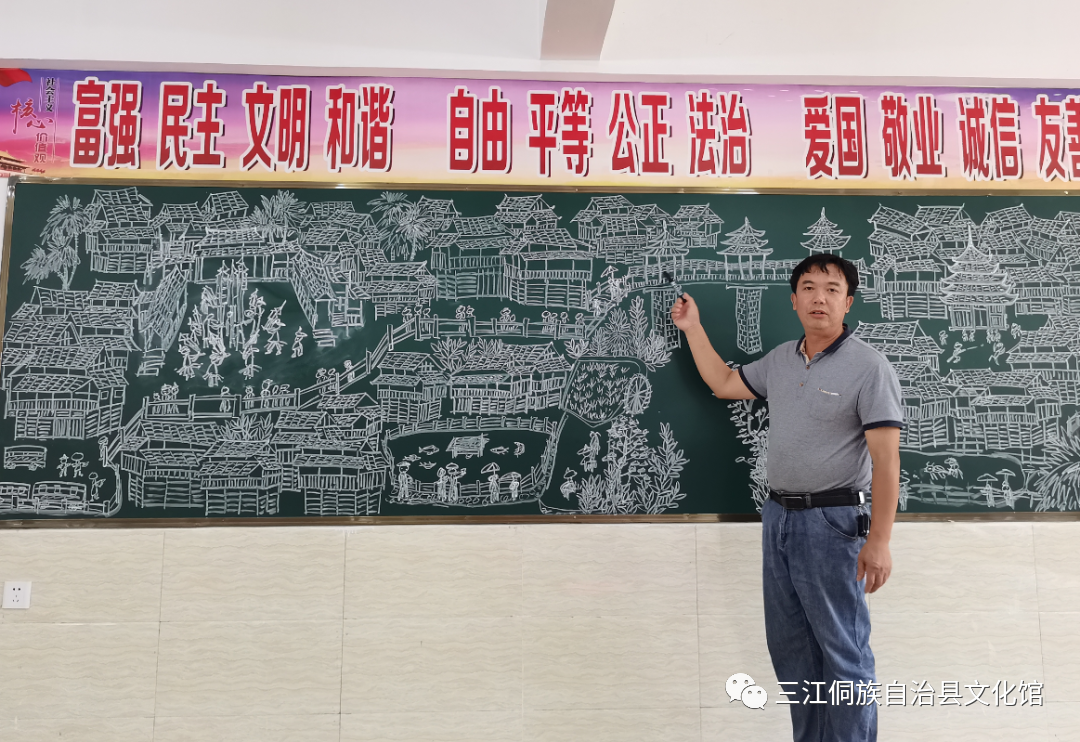 社会主义
核心
价值观
富强 民主 文明 和谐 自由 平等 公正 法治 爱国 敬业 诚信 友善
三江侗族自治县文化馆